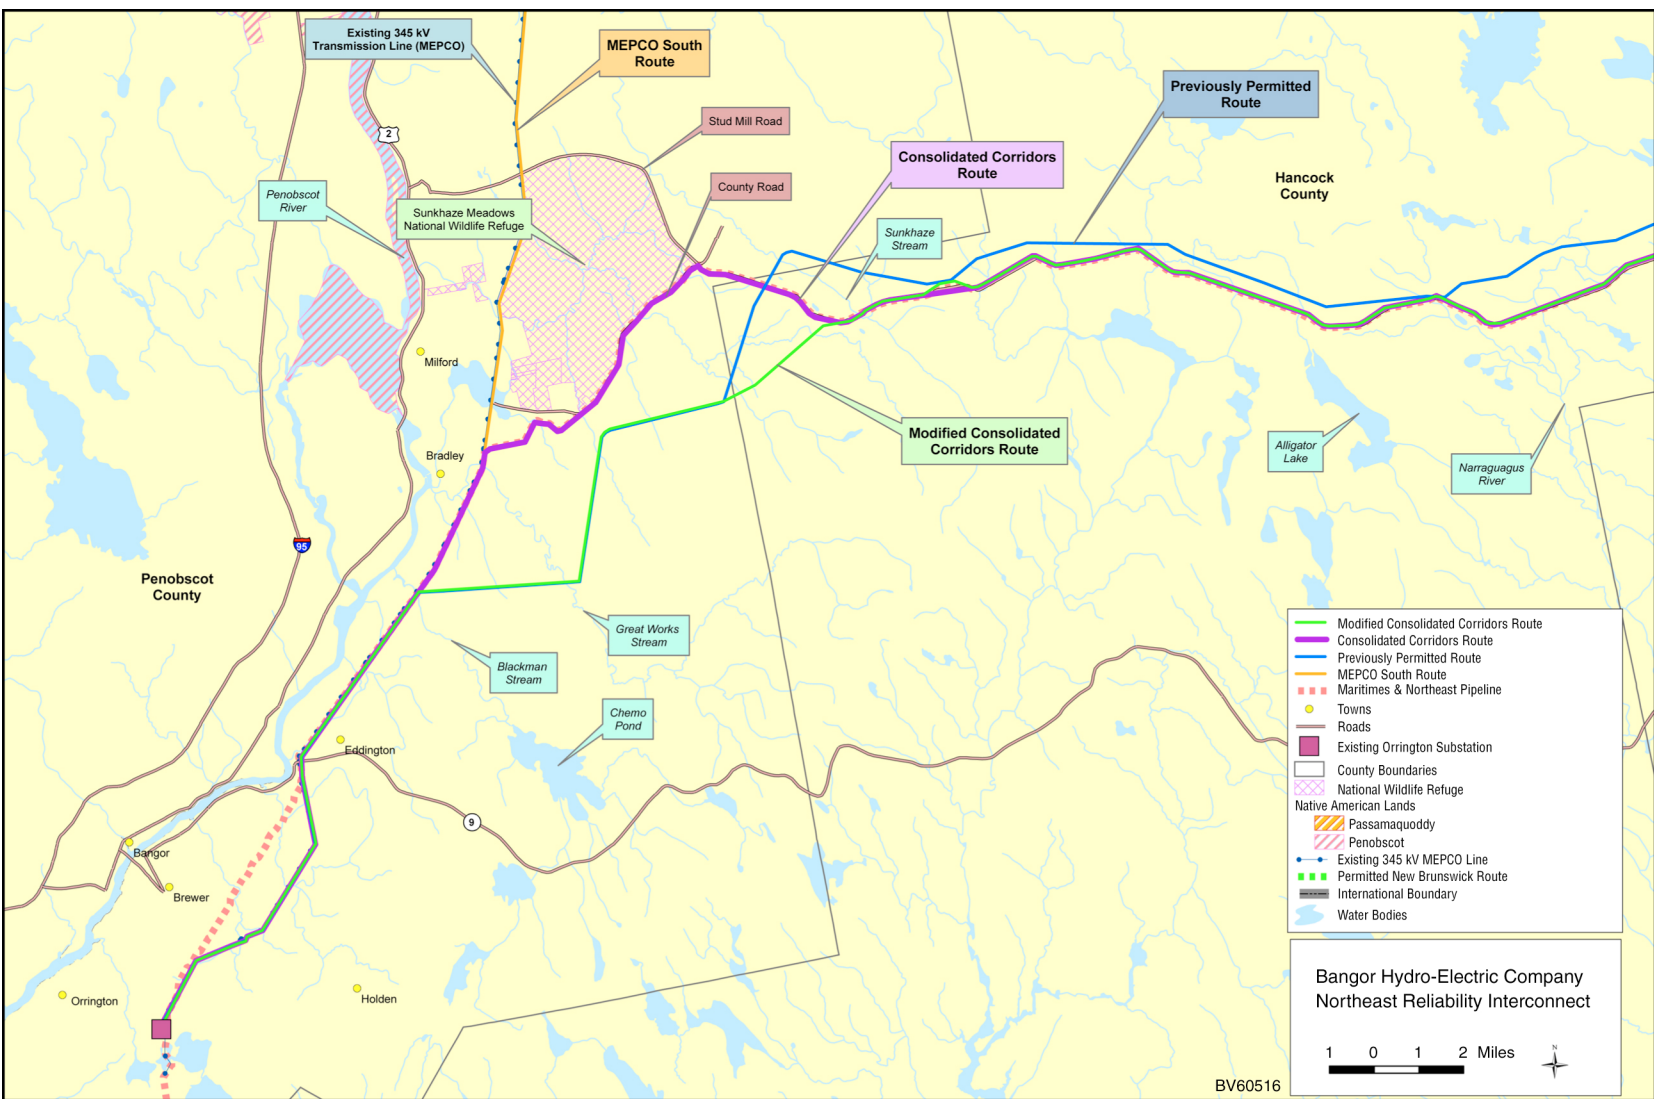 Existing 345 kV
Transmission Line (MEPCO)
MEPCO South
Route
Previously Permitted
Route
Stud Mill Road
2
Consolidated Corridors
Route
County Road
Hancock
County
Penobscot
River
Sunkhaze Meadows
National Wildlife Refuge
Sunkhaze
Stream
Milford
Modified Consolidated
Corridors Route
Alligator
Lake
Bradley
Narraguagus
River
95
Penobscot
County
Great Works
Stream
Blackman
Stream
Chemo
Pond
Eddington
9
Bangor
Brewer
Orrington
Holden
Modified Consolidated Corridors Route
Consolidated Corridors Route
Previously Permitted Route
MEPCO South Route
Maritimes & Northeast Pipeline
Towns
Roads
Existing Orrington Substation
County Boundaries
National Wildlife Refuge
Native American Lands
Passamaquoddy
Penobscot
Existing 345 kV MEPCO Line
Permitted New Brunswick Route
International Boundary
Water Bodies
Bangor Hydro-Electric Company
Northeast Reliability Interconnect
1 0 1 2 Miles
N
BV60516